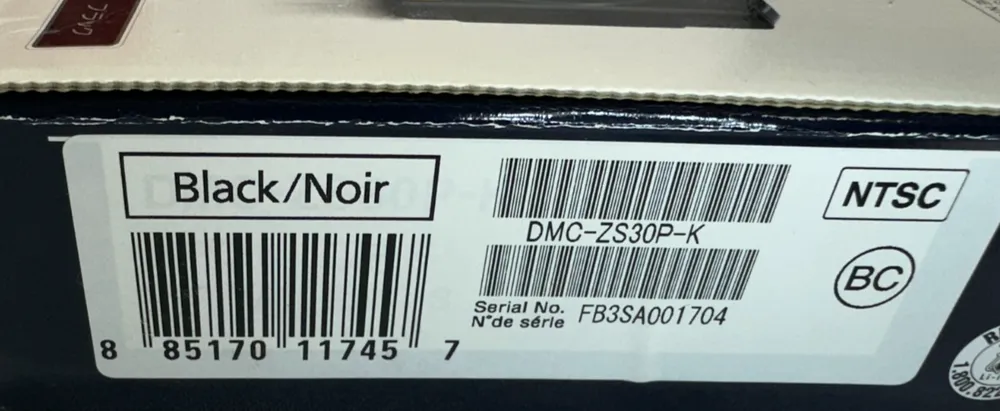 Black/Noir
8 85170 11745 7
DMC-ZS30P-K
Serial No. FB3SA001704
N°de série
NTSC
BC